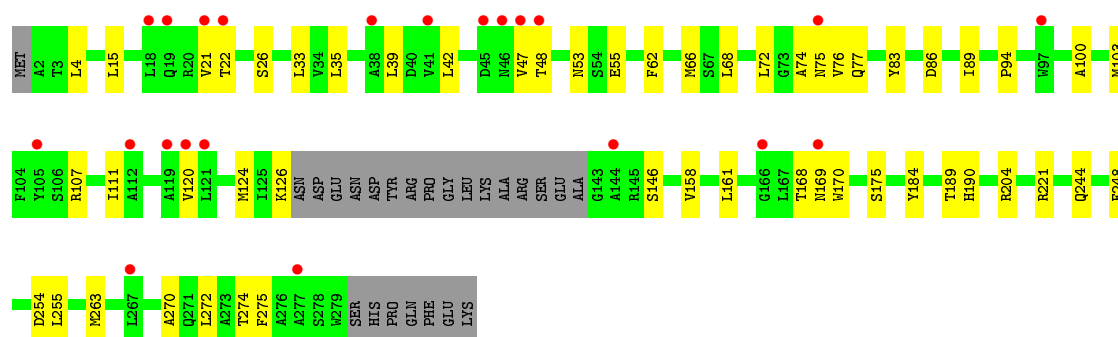 MET A2 T3 L4 L15 L18 Q19 R20 V21 T22 S26 L33 V34 L35 A38 L39 D40 V41 L42 D45 N46 V47 T48 N53 S54 E55 F62 M66 S67 L68 L72 G73 A74 N75 V76 Q77 Y83 D86 I89 P94 W97 A100 M103
F104 Y105 S106 R107 I111 A112 A119 V120 L121 M124 I125 K126 ASN ASP GLU ASN ASP TYR ARG PRO GLY LEU LYS ALA ARG SER GLU ALA G143 A144 R145 S146 V158 L161 G166 L167 T168 N169 W170 S175 Y184 T189 H190 R204 R221 Q244
D254 L255 M263 L267 A270 Q271 L272 A273 T274 F275 A276 A277 S278 W279 SER HIS PRO GLN PHE GLU LYS